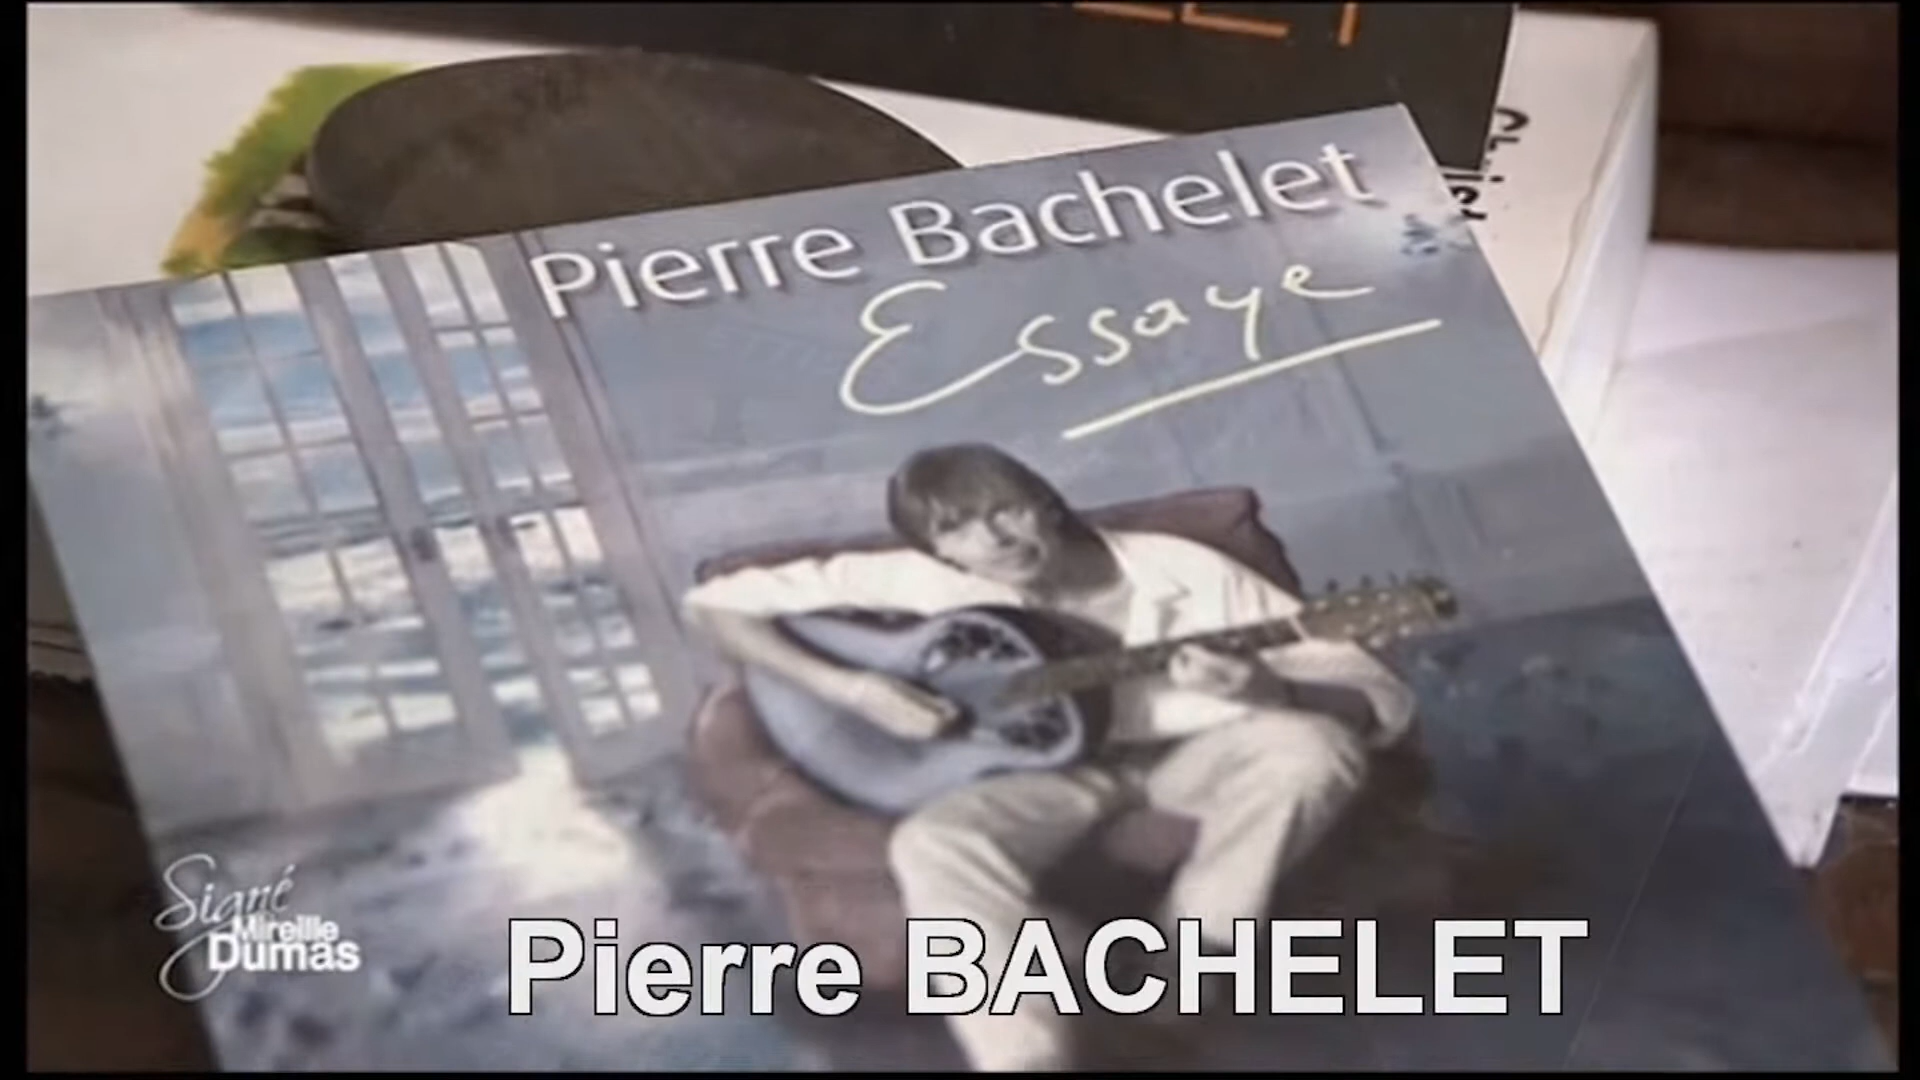 Pierre Bachelet
Essaye
Signé
Mireille
Dumas
Pierre BACHELET